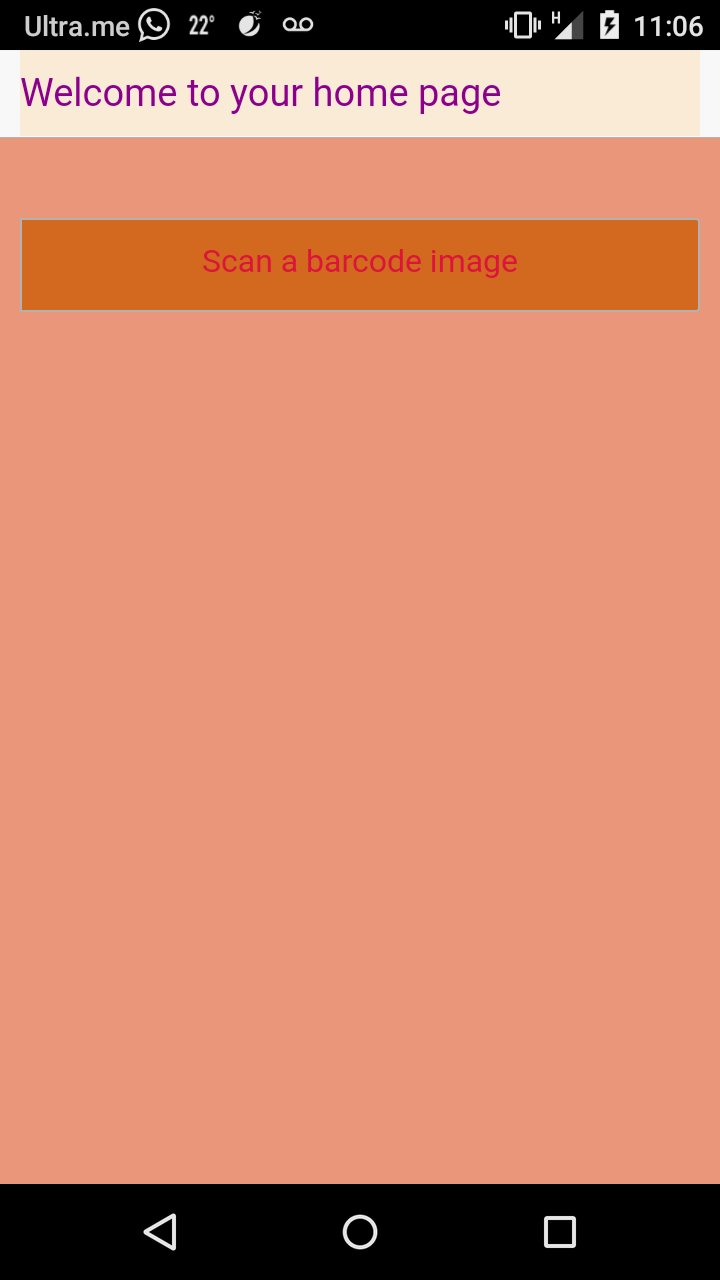 Ultra.me 22° H 11:06
Welcome to your home page
Scan a barcode image